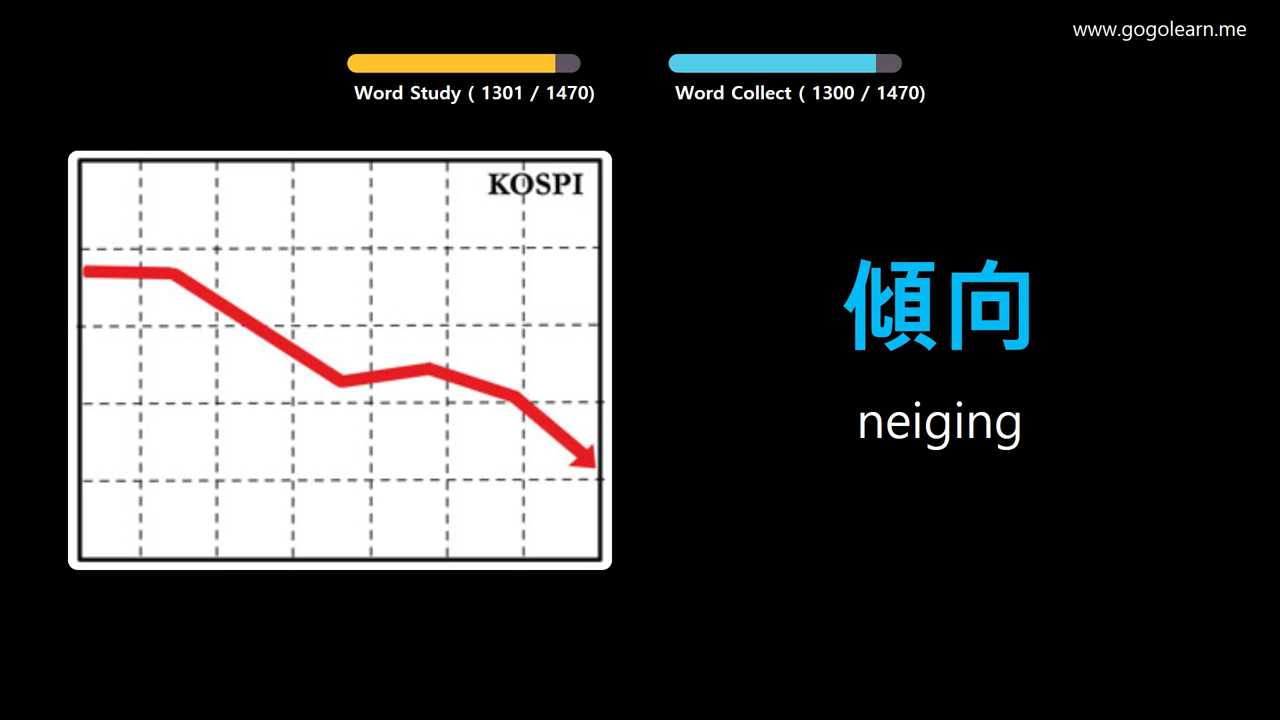 www.gogolearn.me
Word Study ( 1301 / 1470)
Word Collect ( 1300 / 1470)
KOSPI
傾向
neiging